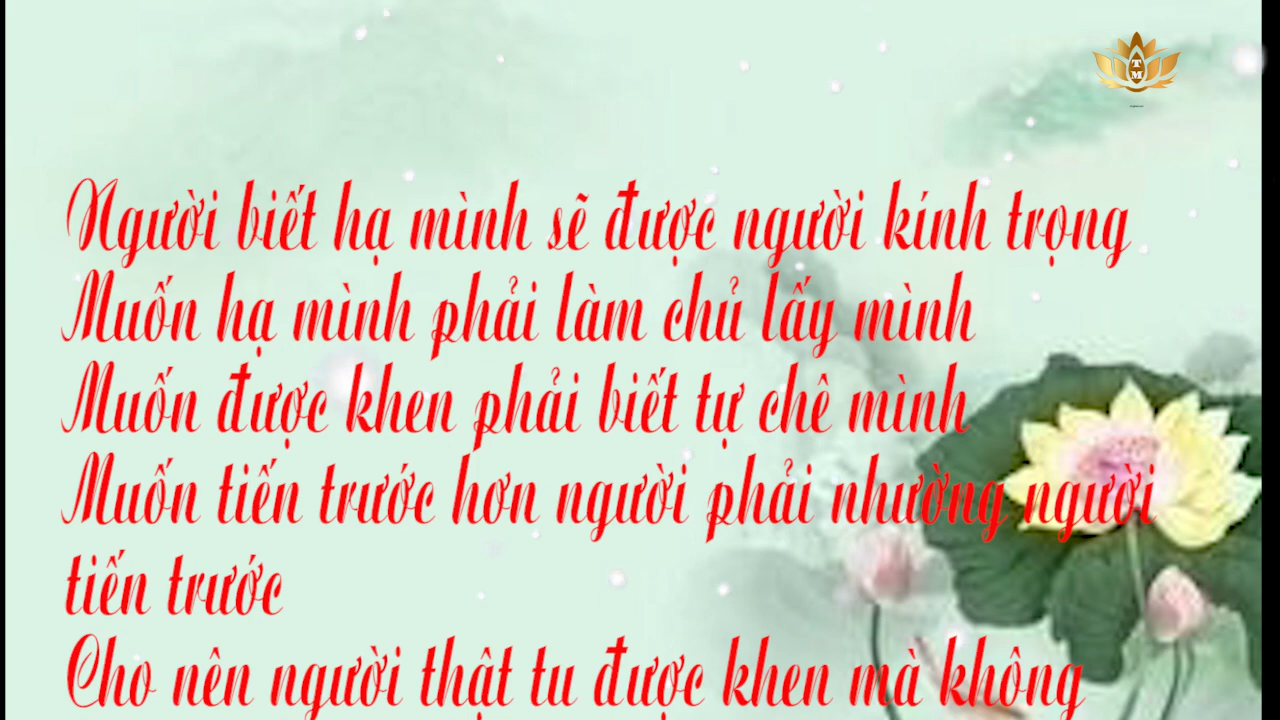 TM
Người biết hạ mình sẽ được người kính trọng
Muốn hạ mình phải làm chủ lấy mình
Muốn được khen phải biết tự chê mình
Muốn tiến trước hơn người phải nhường người
tiến trước
Cho nên người thật tu được khen mà không